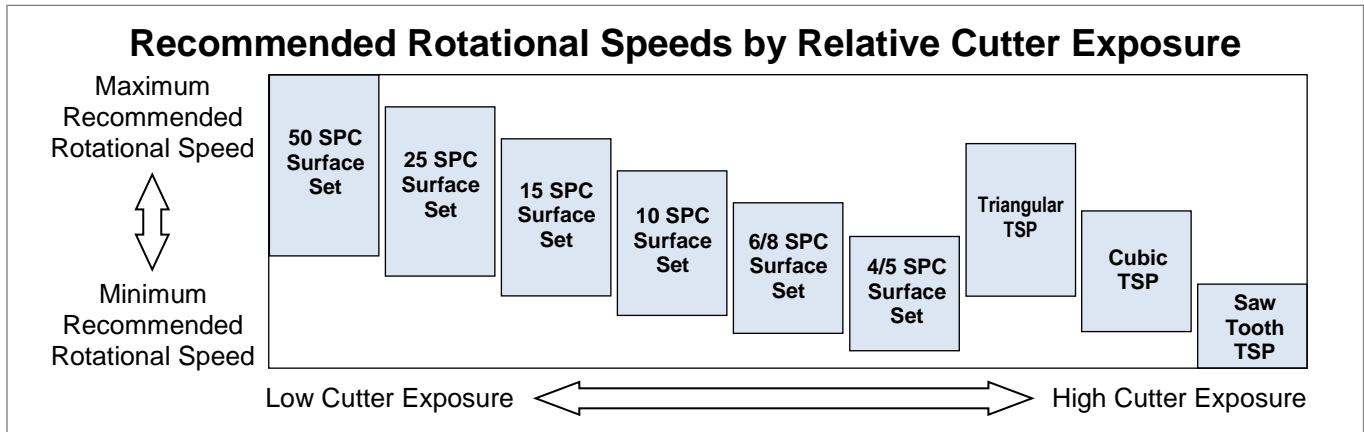 Recommended Rotational Speeds by Relative Cutter Exposure
Maximum
Recommended
Rotational Speed
Minimum
Recommended
Rotational Speed
50 SPC
Surface
Set
25 SPC
Surface
Set
15 SPC
Surface
Set
10 SPC
Surface
Set
6/8 SPC
Surface
Set
4/5 SPC
Surface
Set
Triangular
TSP
Cubic
TSP
Saw
Tooth
TSP
Low Cutter Exposure
High Cutter Exposure